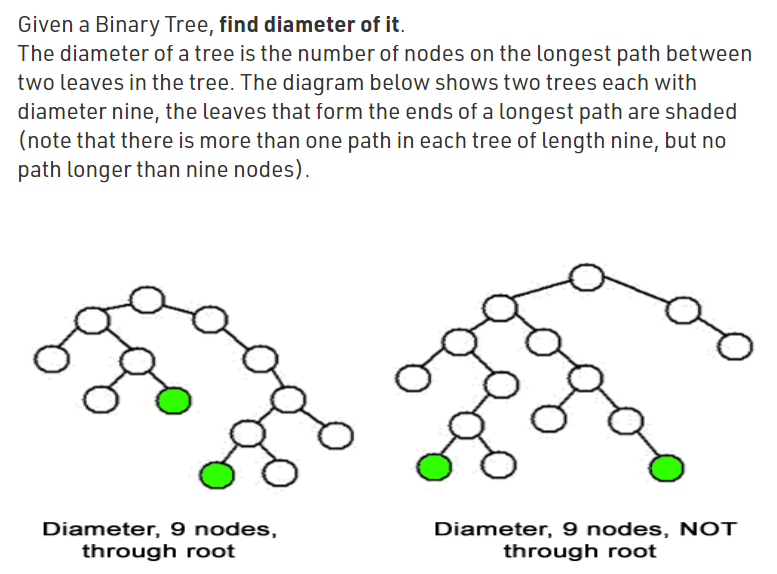 Given a Binary Tree, find diameter of it.
The diameter of a tree is the number of nodes on the longest path between
two leaves in the tree. The diagram below shows two trees each with
diameter nine, the leaves that form the ends of a longest path are shaded
(note that there is more than one path in each tree of length nine, but no
path longer than nine nodes).
Diameter, 9 nodes,
through root
Diameter, 9 nodes, NOT
through root